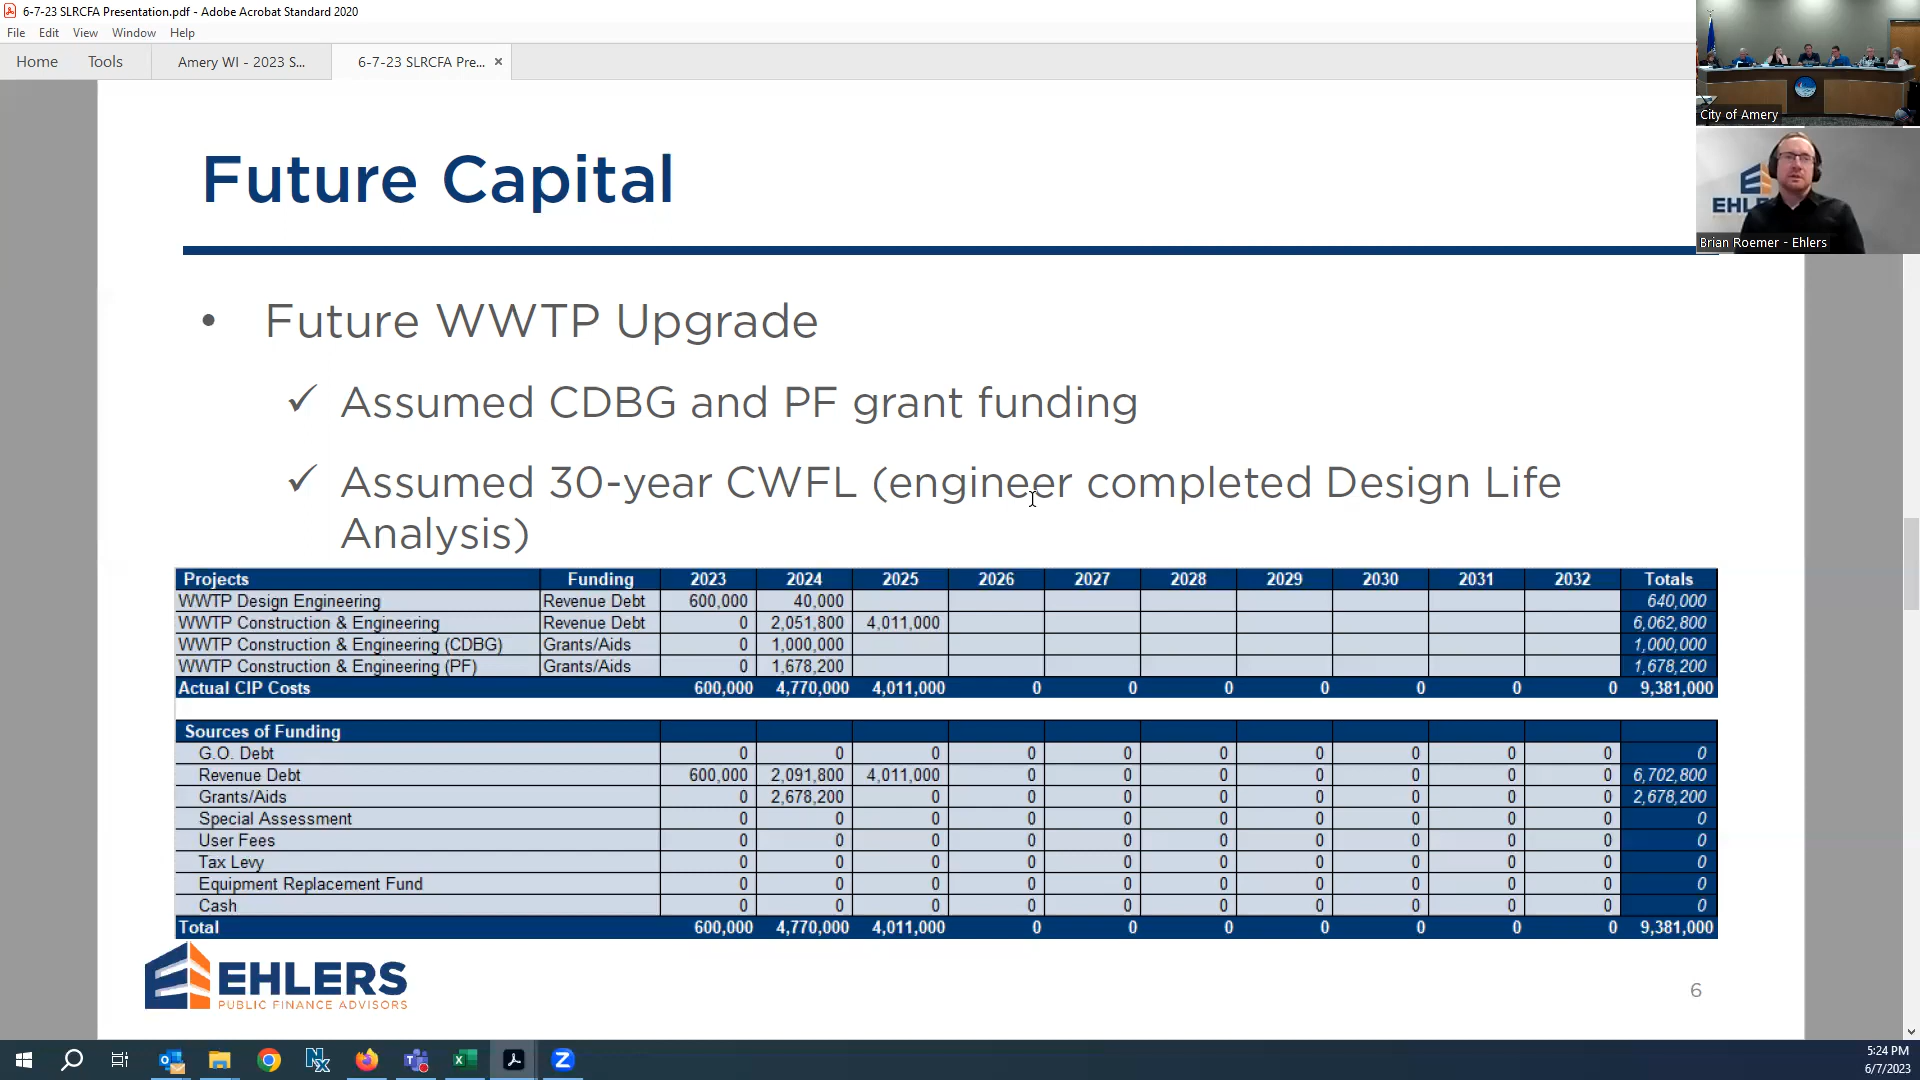 6-7-23 SLRCFA Presentation.pdf - Adobe Acrobat Standard 2020
File Edit View Window Help
Home Tools Amery WI - 2023 S... 6-7-23 SLRCFA Pre... ×
City of Amery
EHLE
Brian Roemer - Ehlers
Future Capital
• Future WWTP Upgrade
✓ Assumed CDBG and PF grant funding
✓ Assumed 30-year CWFL (engineer completed Design Life
Analysis)
Projects Funding 2023 2024 2025 2026 2027 2028 2029 2030 2031 2032 Totals
WWTP Design Engineering Revenue Debt 600,000 40,000 640,000
WWTP Construction & Engineering Revenue Debt 0 2,051,800 4,011,000 6,062,800
WWTP Construction & Engineering (CDBG) Grants/Aids 0 1,000,000 1,000,000
WWTP Construction & Engineering (PF) Grants/Aids 0 1,678,200 1,678,200
Actual CIP Costs 600,000 4,770,000 4,011,000 0 0 0 0 0 0 0 9,381,000
Sources of Funding
G.O. Debt 0 0 0 0 0 0 0 0 0 0 0
Revenue Debt 600,000 2,091,800 4,011,000 0 0 0 0 0 0 0 6,702,800
Grants/Aids 0 2,678,200 0 0 0 0 0 0 0 0 2,678,200
Special Assessment 0 0 0 0 0 0 0 0 0 0 0
User Fees 0 0 0 0 0 0 0 0 0 0 0
Tax Levy 0 0 0 0 0 0 0 0 0 0 0
Equipment Replacement Fund 0 0 0 0 0 0 0 0 0 0 0
Cash 0 0 0 0 0 0 0 0 0 0 0
Total 600,000 4,770,000 4,011,000 0 0 0 0 0 0 0 9,381,000
EHLERS
PUBLIC FINANCE ADVISORS
6
5:24 PM
6/7/2023